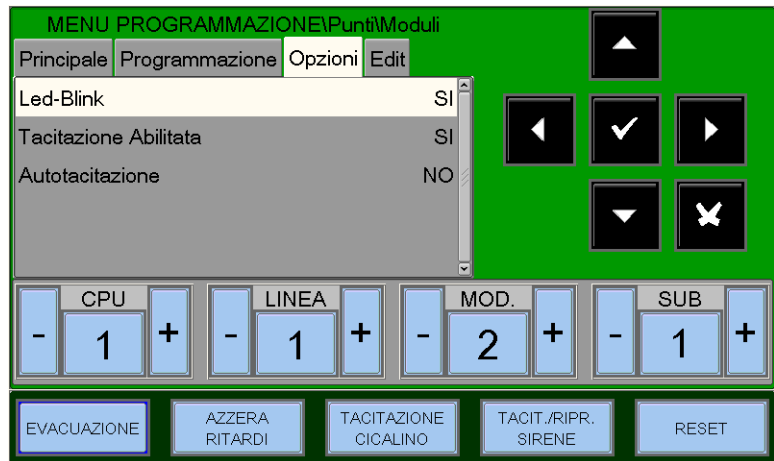 MENU PROGRAMMAZIONE\Punti\Moduli
Principale Programmazione Opzioni Edit
Led-Blink SI
Tacitazione Abilitata SI
Autotacitazione NO
CPU LINEA MOD. SUB
- 1 + - 1 + - 2 + - 1 +
EVACUAZIONE AZZERA RITARDI TACITAZIONE CICALINO TACIT./RIPR. SIRENE RESET